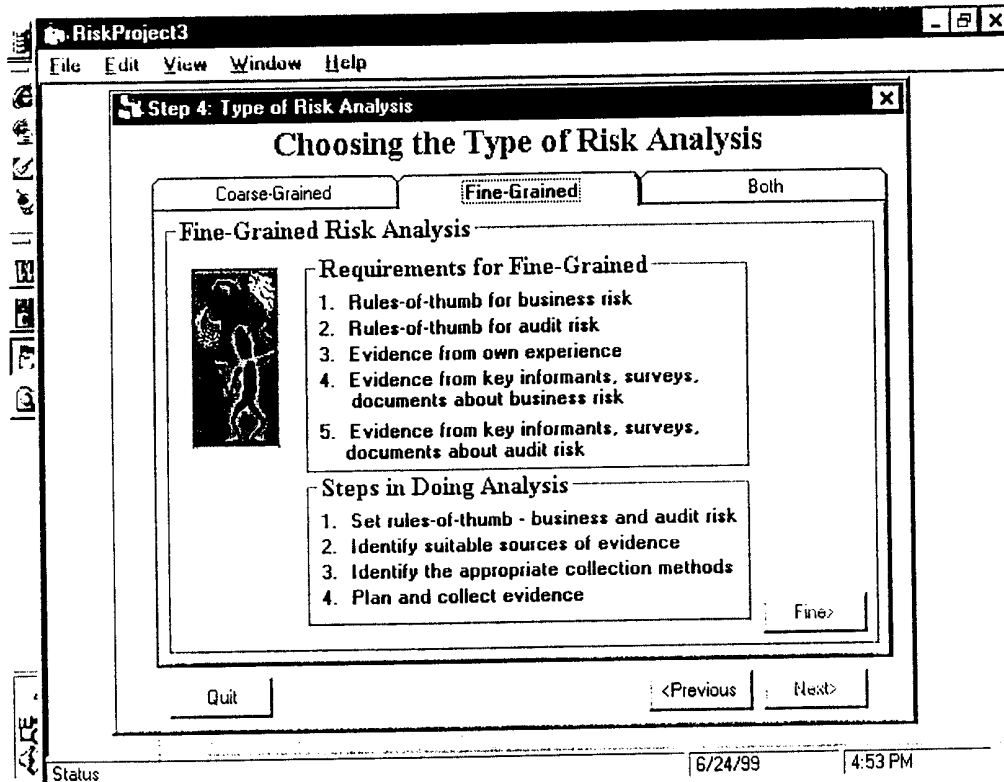 RiskProject3
File Edit View Window Help
Step 4: Type of Risk Analysis
Choosing the Type of Risk Analysis
Coarse-Grained Fine-Grained Both
Fine-Grained Risk Analysis
Requirements for Fine-Grained
1. Rules-of-thumb for business risk
2. Rules-of-thumb for audit risk
3. Evidence from own experience
4. Evidence from key informants, surveys,
documents about business risk
5. Evidence from key informants, surveys,
documents about audit risk
Steps in Doing Analysis
1. Set rules-of-thumb - business and audit risk
2. Identify suitable sources of evidence
3. Identify the appropriate collection methods
4. Plan and collect evidence
Fine>
Quit <Previous Next>
Status 6/24/99 4:53 PM